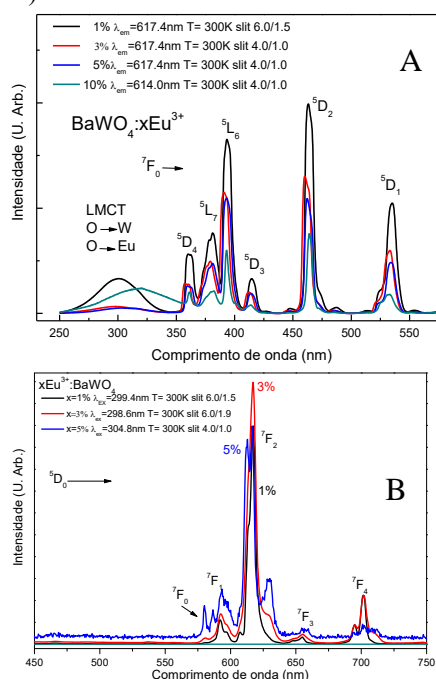 1% λem=617.4nm T= 300K slit 6.0/1.5
3% λem=617.4nm T= 300K slit 4.0/1.0
5%λem=617.4nm T= 300K slit 4.0/1.0
10% λem=614.0nm T= 300K slit 4.0/1.0
A
BaWO4:xEu3+
7F0
LMCT
O → W
O → Eu
5D4
5L7
5L6
5D3
5D2
5D1
Intensidade (U. Arb.)
250 300 350 400 450 500 550
Comprimento de onda (nm)
xEu3+:BaWO4
x=1% λEX=299.4nm T= 300K slit 6.0/1.5
x=3% λex=298.6nm T= 300K slit 6.0/1.9
x=5% λex=304.8nm T= 300K slit 4.0/1.0
3%
5%
1%
B
5D0
7F0
7F1
7F2
7F3
7F4
Intensidade (U. Arb.)
450 500 550 600 650 700 750
Comprimento de onda (nm)